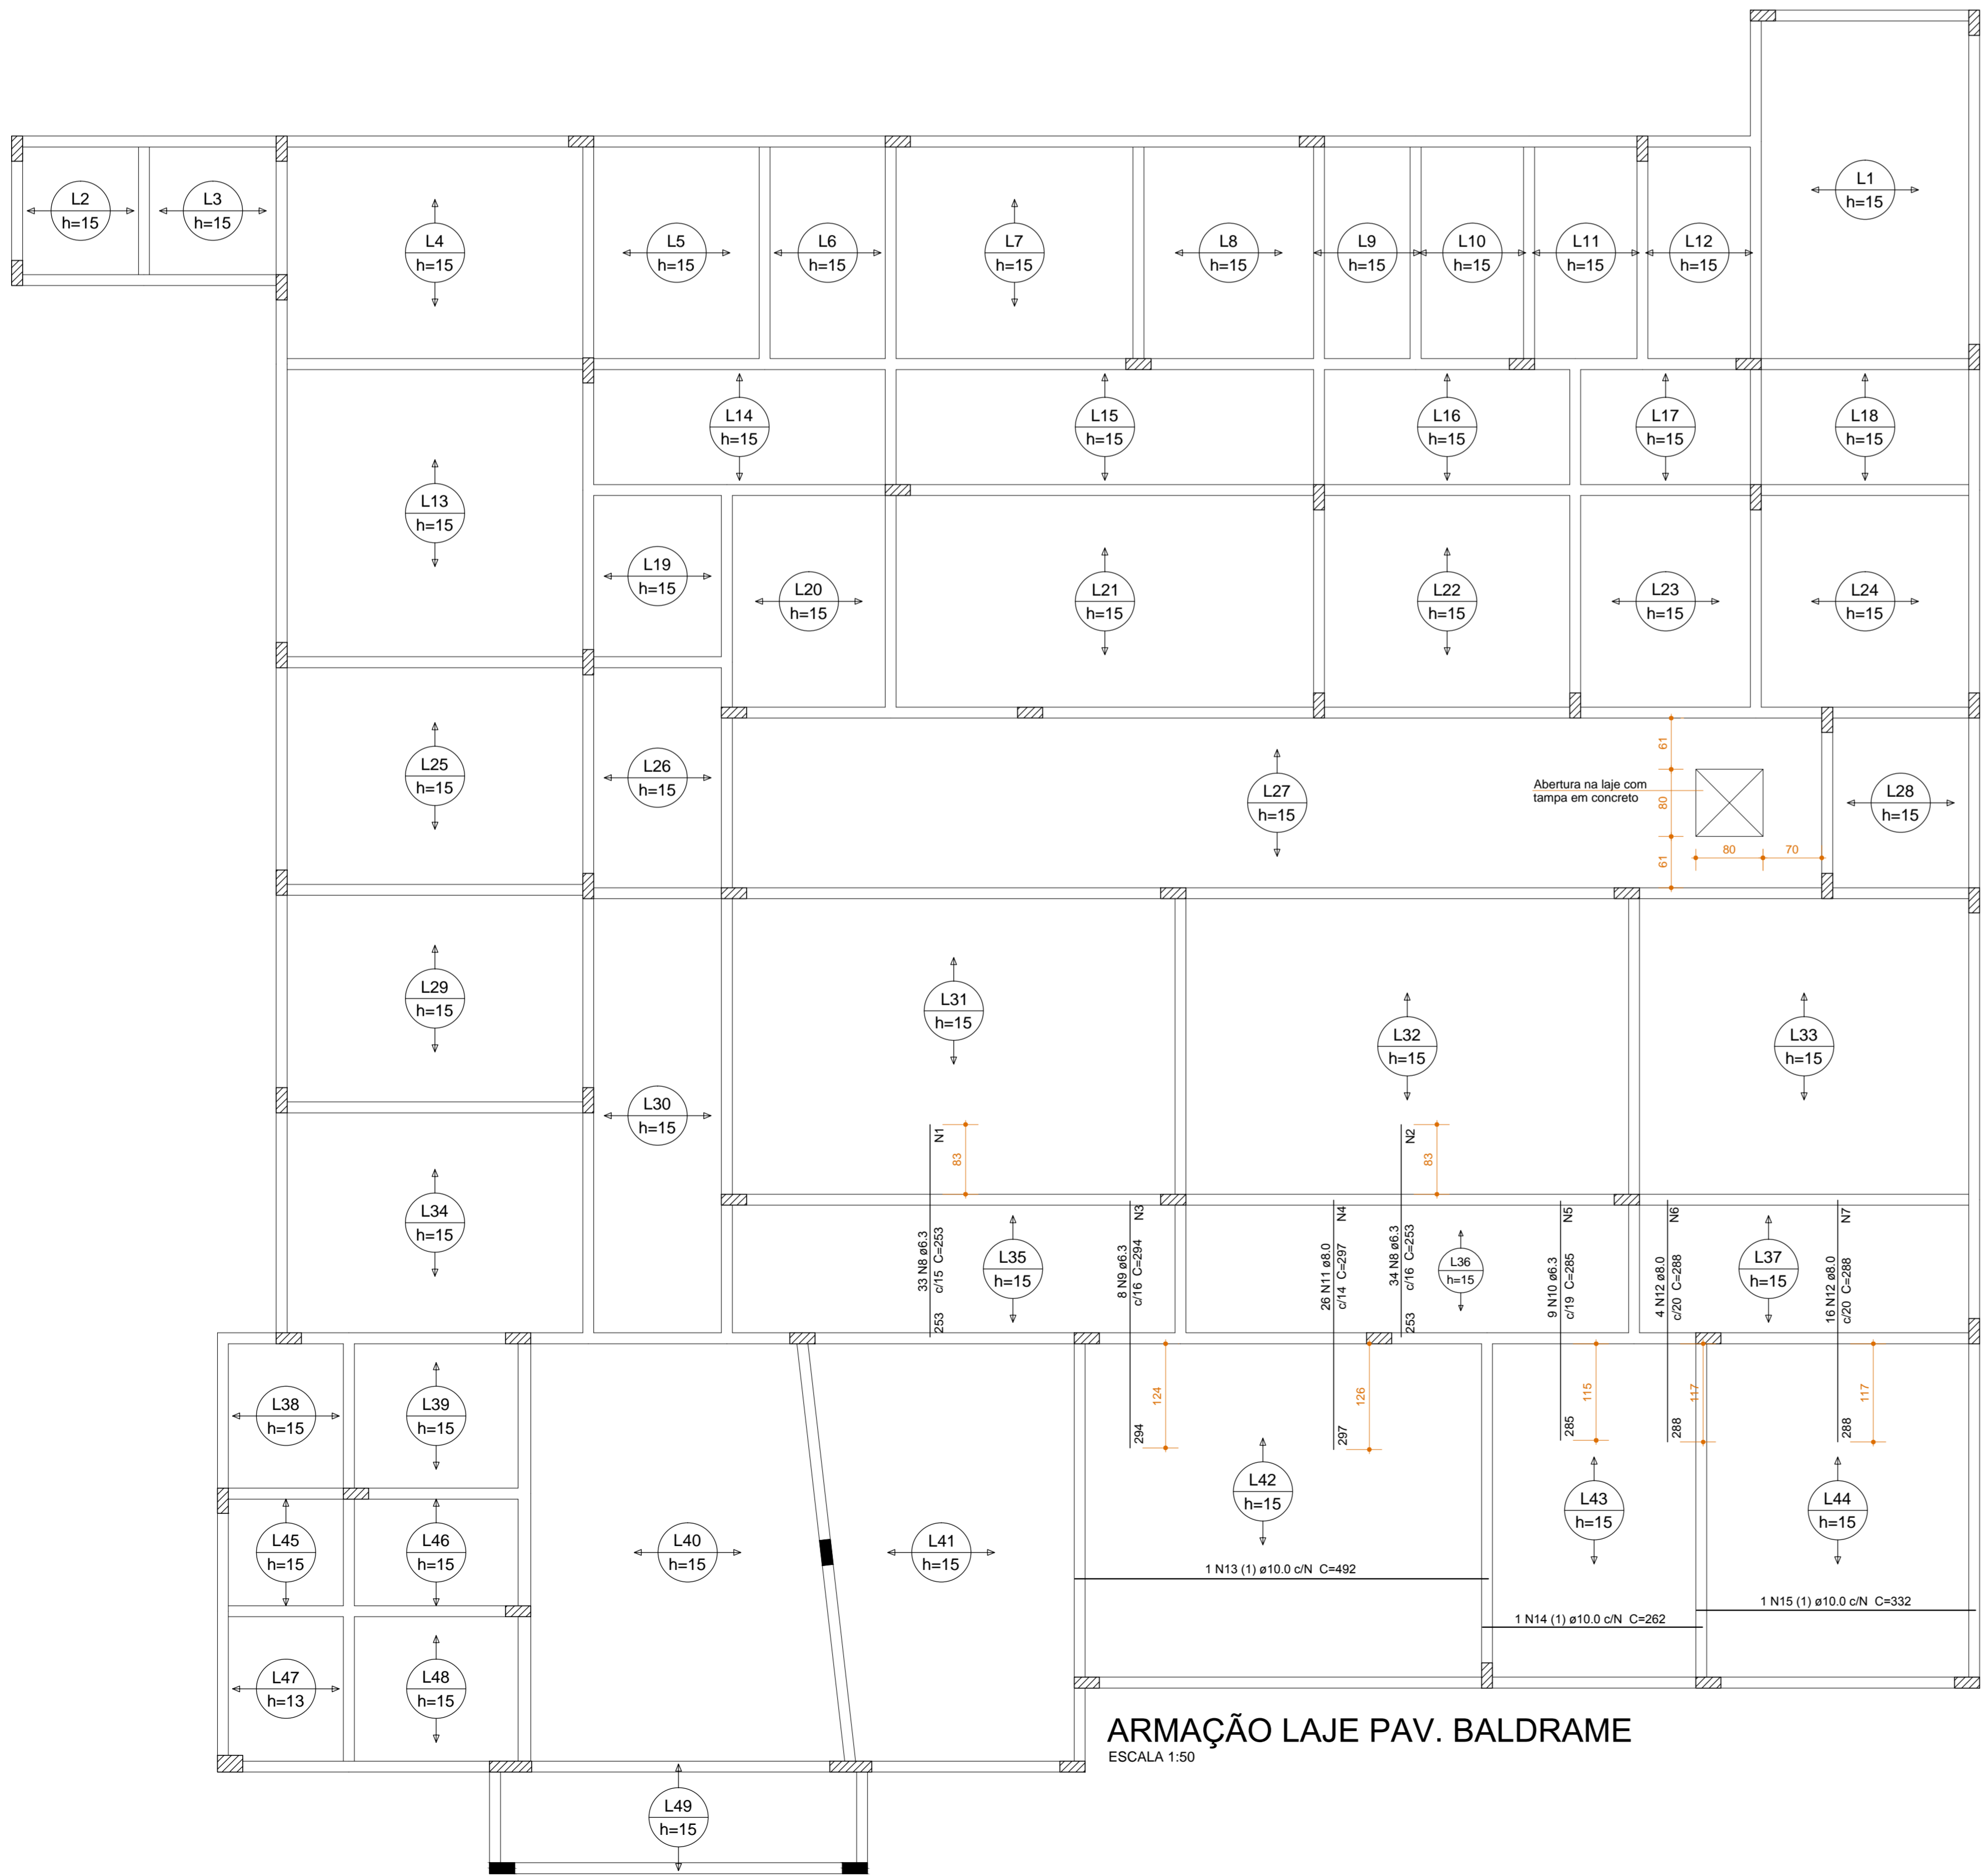 L1
h=15
L2
h=15
L3
h=15
L4
h=15
L5
h=15
L6
h=15
L7
h=15
L8
h=15
L9
h=15
L10
h=15
L11
h=15
L12
h=15
L13
h=15
L14
h=15
L15
h=15
L16
h=15
L17
h=15
L18
h=15
L19
h=15
L20
h=15
L21
h=15
L22
h=15
L23
h=15
L24
h=15
L25
h=15
L26
h=15
L27
h=15
Abertura na laje com
tampa em concreto
61
80
61
80
70
L28
h=15
L29
h=15
L30
h=15
L31
h=15
L32
h=15
L33
h=15
N1
83
33 N8 ø6.3
c/15 C=253
253
N2
83
34 N8 ø6.3
c/16 C=253
253
L34
h=15
L35
h=15
N3
8 N9 ø6.3
c/16 C=294
294
124
N4
26 N11 ø8.0
c/14 C=297
297
126
L36
h=15
N5
9 N10 ø6.3
c/19 C=285
285
115
N6
4 N12 ø8.0
c/20 C=288
288
117
L37
h=15
N7
16 N12 ø8.0
c/20 C=288
288
117
L38
h=15
L39
h=15
L40
h=15
L41
h=15
L42
h=15
L43
h=15
L44
h=15
L45
h=15
L46
h=15
1 N13 (1) ø10.0 c/N C=492
1 N14 (1) ø10.0 c/N C=262
1 N15 (1) ø10.0 c/N C=332
L47
h=13
L48
h=15
L49
h=15
ARMAÇÃO LAJE PAV. BALDRAME
ESCALA 1:50